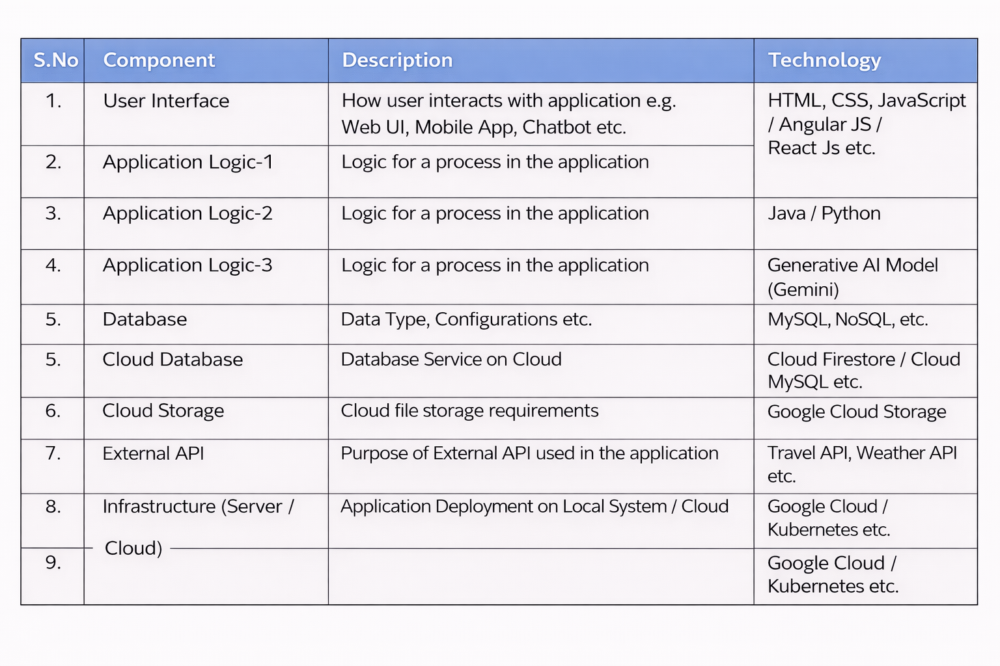 S.No Component Description Technology
1. User Interface How user interacts with application e.g. HTML, CSS, JavaScript
Web UI, Mobile App, Chatbot etc. / Angular JS /
React Js etc.
2. Application Logic-1 Logic for a process in the application
3. Application Logic-2 Logic for a process in the application Java / Python
4. Application Logic-3 Logic for a process in the application Generative AI Model
(Gemini)
5. Database Data Type, Configurations etc. MySQL, NoSQL, etc.
5. Cloud Database Database Service on Cloud Cloud Firestore / Cloud
MySQL etc.
6. Cloud Storage Cloud file storage requirements Google Cloud Storage
7. External API Purpose of External API used in the application Travel API, Weather API
etc.
8. Infrastructure (Server / Application Deployment on Local System / Cloud Google Cloud /
Kubernetes etc.
Cloud)
9. Google Cloud /
Kubernetes etc.